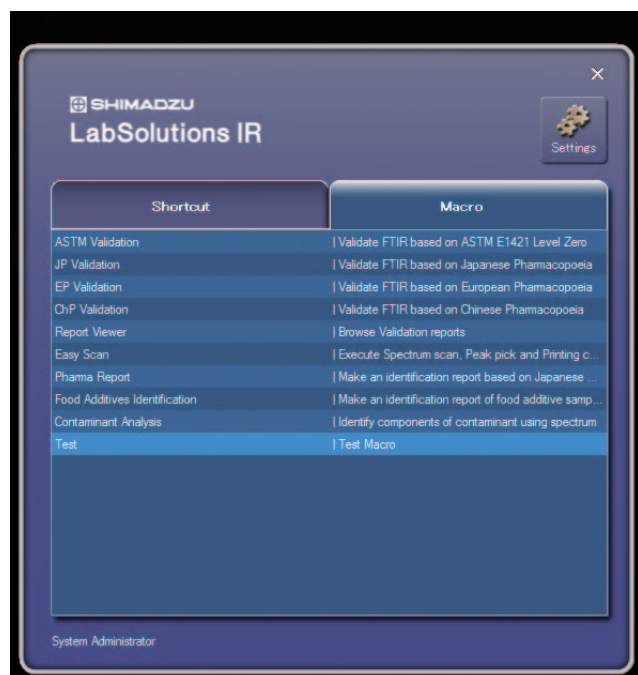 SHIMADZU
LabSolutions IR
Settings
Shortcut Macro
ASTM Validation | Validate FTIR based on ASTM E1421 Level Zero
JP Validation | Validate FTIR based on Japanese Pharmacopoeia
EP Validation | Validate FTIR based on European Pharmacopoeia
ChP Validation | Validate FTIR based on Chinese Pharmacopoeia
Report Viewer | Browse Validation reports
Easy Scan | Execute Spectrum scan, Peak pick and Printing c...
Pharma Report | Make an identification report based on Japanese ...
Food Additives Identification | Make an identification report of food additive samp...
Contaminant Analysis | Identify components of contaminant using spectrum
Test | Test Macro
System Administrator